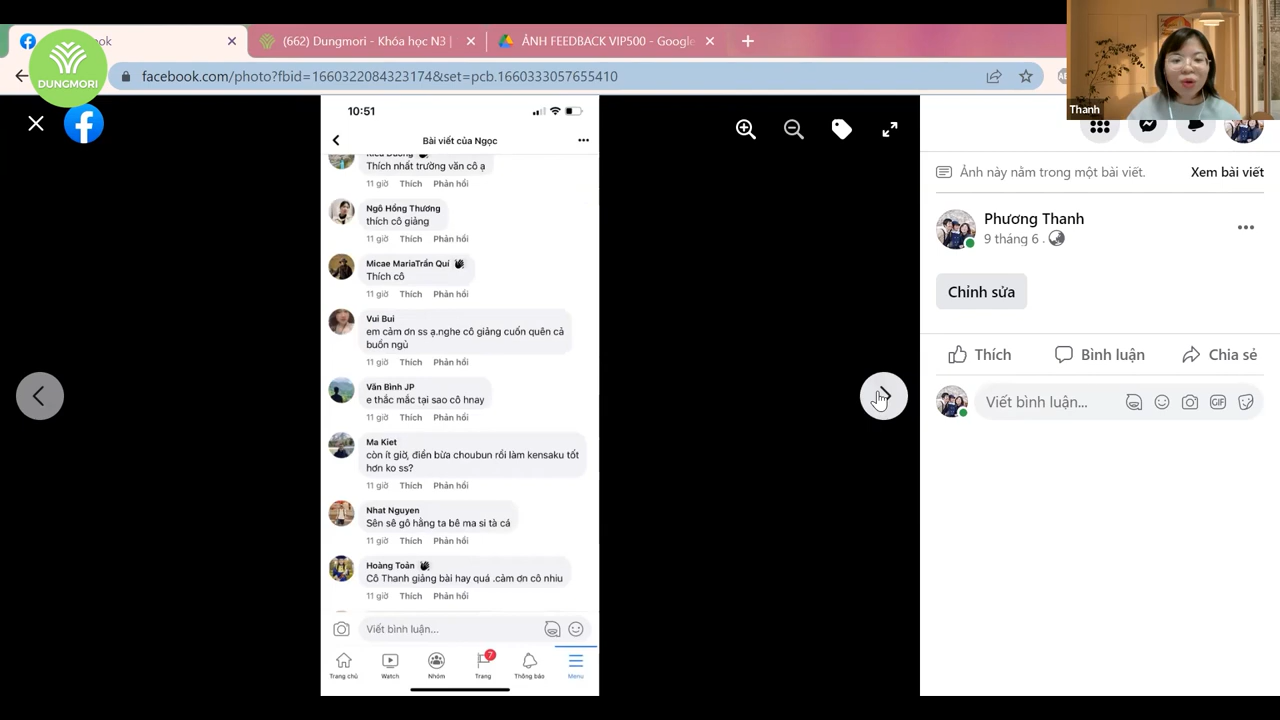 ook
(662) Dungmori - Khóa học N3 |
ẢNH FEEDBACK VIP500 - Google
DUNGMORI
facebook.com/photo?fbid=1660322084323174&set=pcb.1660333057655410
Thanh
10:51
Bài viết của Ngọc
Thích nhất trường văn cô ạ
11 giờ Thích Phản hồi
Ngô Hồng Thương
thích cô giảng
11 giờ Thích Phản hồi
Micae MariaTrần Quí
Thích cô
11 giờ Thích Phản hồi
Vui Bui
em cảm ơn ss ạ.nghe cô giảng cuốn quên cả
buồn ngủ
11 giờ Thích Phản hồi
Văn Bình JP
e thắc mắc tại sao cô hnay
11 giờ Thích Phản hồi
Ma Kiet
còn ít giờ, điền bừa choubun rồi làm kensaku tốt
hơn ko ss?
11 giờ Thích Phản hồi
Nhat Nguyen
Sên sê gô hằng ta bê ma si tà cá
11 giờ Thích Phản hồi
Hoàng Toản
Cô Thanh giảng bài hay quá .cảm ơn cô nhiu
11 giờ Thích Phản hồi
Viết bình luận...
7
Trang chủ Watch Nhóm Trang Thông báo Menu
Ảnh này nằm trong một bài viết. Xem bài viết
Phương Thanh
9 tháng 6 ·
Chỉnh sửa
Thích Bình luận Chia sẻ
Viết bình luận... GIF